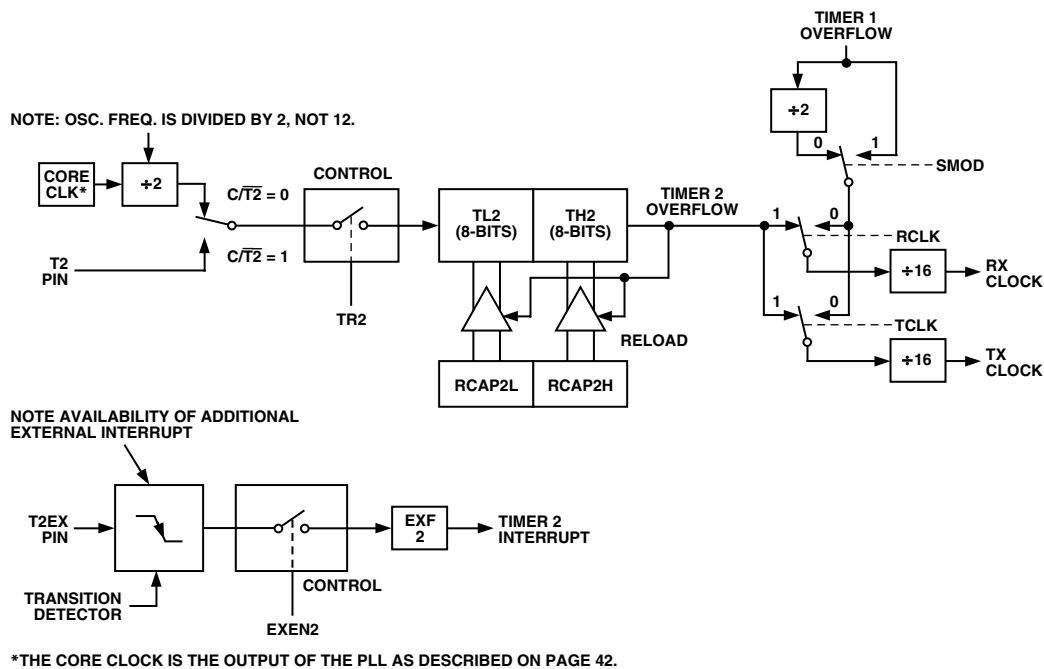 TIMER 1
OVERFLOW
÷2
NOTE: OSC. FREQ. IS DIVIDED BY 2, NOT 12.
0
1
SMOD
CORE
CLK*
÷2
C/T̅2̅ = 0
CONTROL
TL2
(8-BITS)
TH2
(8-BITS)
TIMER 2
OVERFLOW
1
0
RCLK
C/T̅2̅ = 1
T2
PIN
÷16
RX
CLOCK
TR2
1
0
TCLK
RELOAD
÷16
TX
CLOCK
RCAP2L
RCAP2H
NOTE AVAILABILITY OF ADDITIONAL
EXTERNAL INTERRUPT
T2EX
PIN
EXF
2
TIMER 2
INTERRUPT
CONTROL
TRANSITION
DETECTOR
EXEN2
*THE CORE CLOCK IS THE OUTPUT OF THE PLL AS DESCRIBED ON PAGE 42.